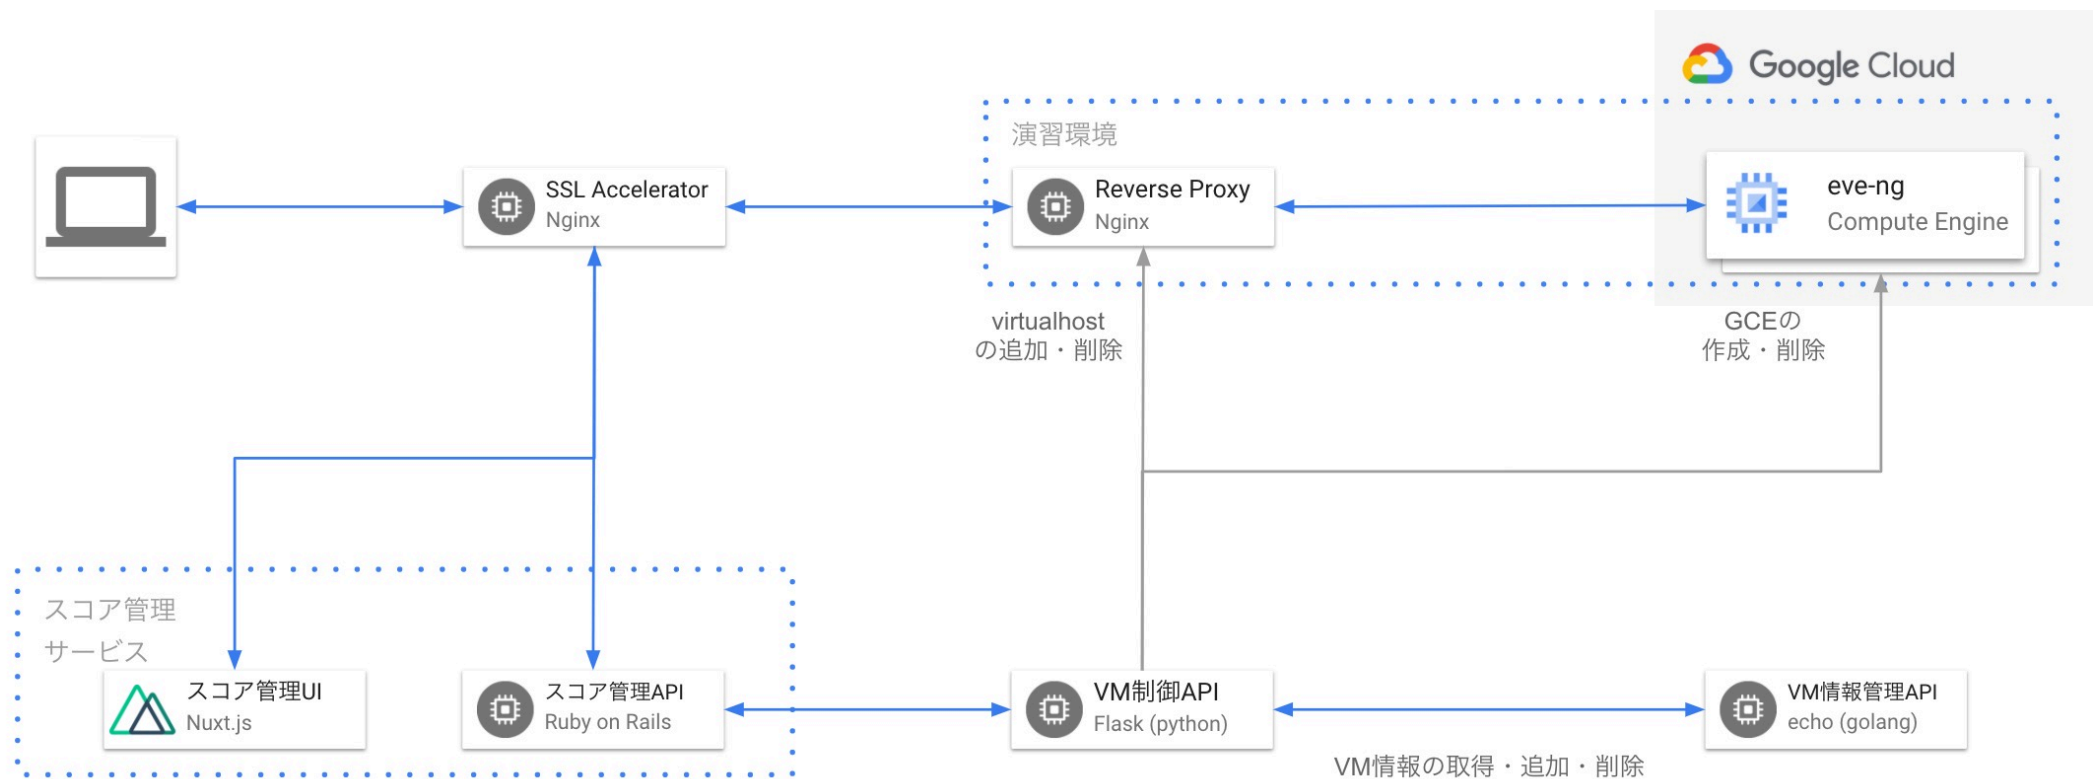 Google Cloud
演習環境
SSL Accelerator
Nginx
Reverse Proxy
Nginx
eve-ng
Compute Engine
virtualhost
の追加・削除
GCEの
作成・削除
スコア管理
サービス
スコア管理UI
Nuxt.js
スコア管理API
Ruby on Rails
VM制御API
Flask (python)
VM情報管理API
echo (golang)
VM情報の取得・追加・削除